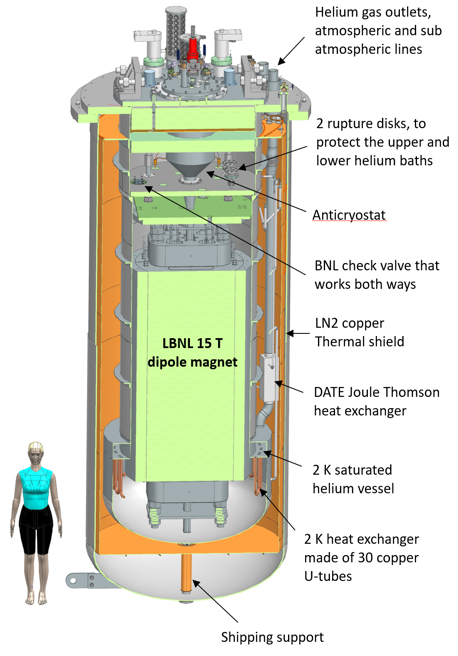 Helium gas outlets,
atmospheric and sub
atmospheric lines
2 rupture disks, to
protect the upper and
lower helium baths
Anticryostat
BNL check valve that
works both ways
LBNL 15 T
dipole magnet
LN2 copper
Thermal shield
DATE Joule Thomson
heat exchanger
2 K saturated
helium vessel
2 K heat exchanger
made of 30 copper
U-tubes
Shipping support